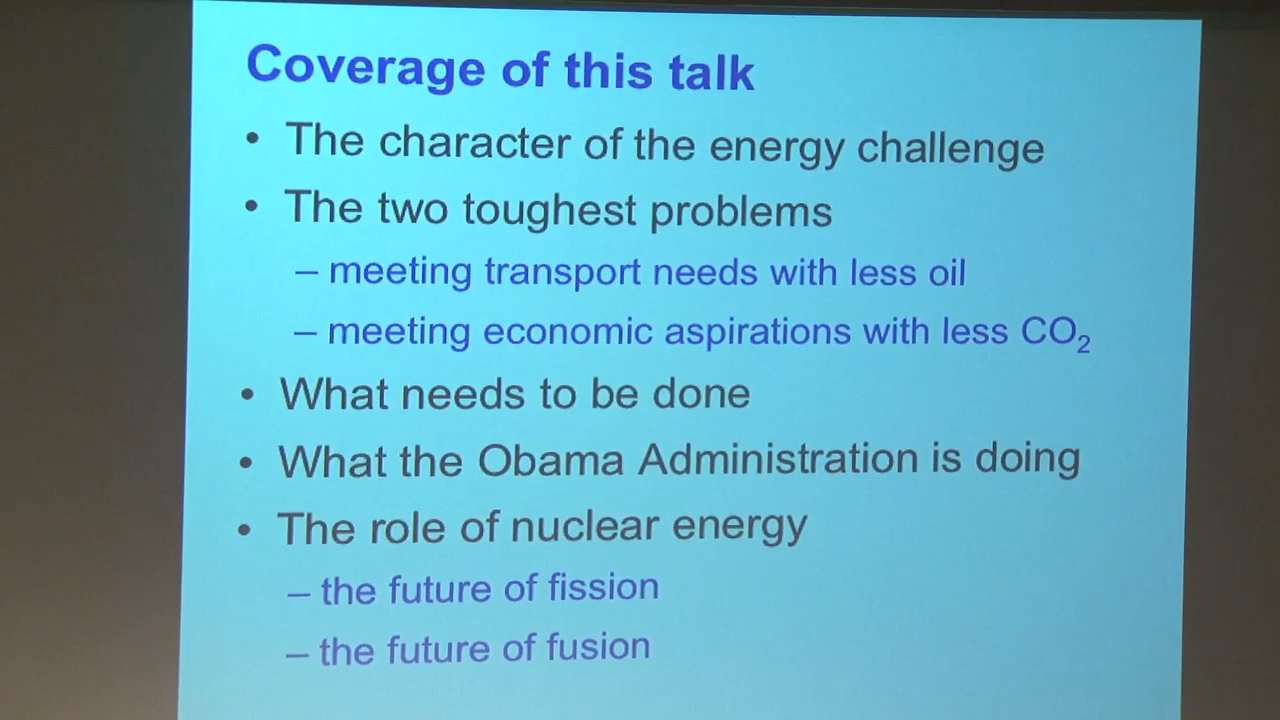 Coverage of this talk
• The character of the energy challenge
• The two toughest problems
– meeting transport needs with less oil
– meeting economic aspirations with less CO₂
• What needs to be done
• What the Obama Administration is doing
• The role of nuclear energy
– the future of fission
– the future of fusion